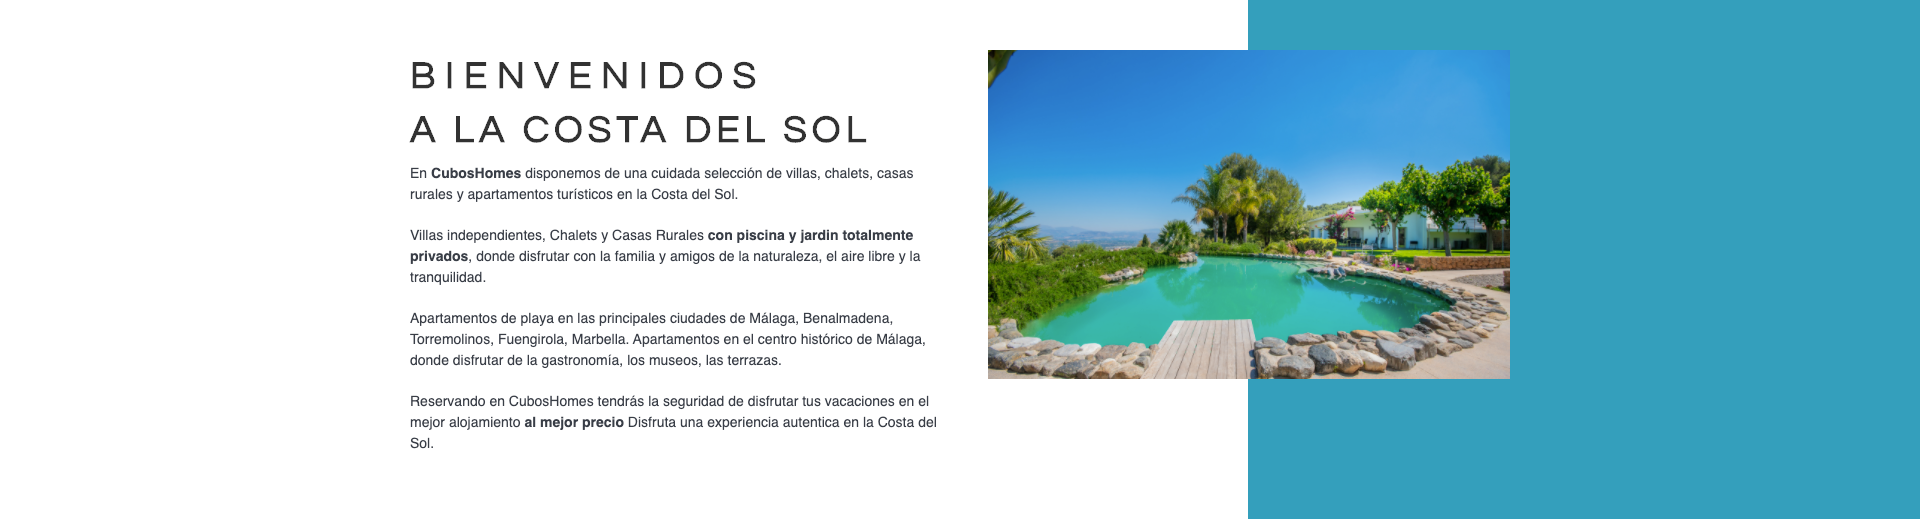 BIENVENIDOS
A LA COSTA DEL SOL
En CubosHomes disponemos de una cuidada selección de villas, chalets, casas
rurales y apartamentos turísticos en la Costa del Sol.
Villas independientes, Chalets y Casas Rurales con piscina y jardin totalmente
privados, donde disfrutar con la familia y amigos de la naturaleza, el aire libre y la
tranquilidad.
Apartamentos de playa en las principales ciudades de Málaga, Benalmadena,
Torremolinos, Fuengirola, Marbella. Apartamentos en el centro histórico de Málaga,
donde disfrutar de la gastronomía, los museos, las terrazas.
Reservando en CubosHomes tendrás la seguridad de disfrutar tus vacaciones en el
mejor alojamiento al mejor precio Disfruta una experiencia autentica en la Costa del
Sol.